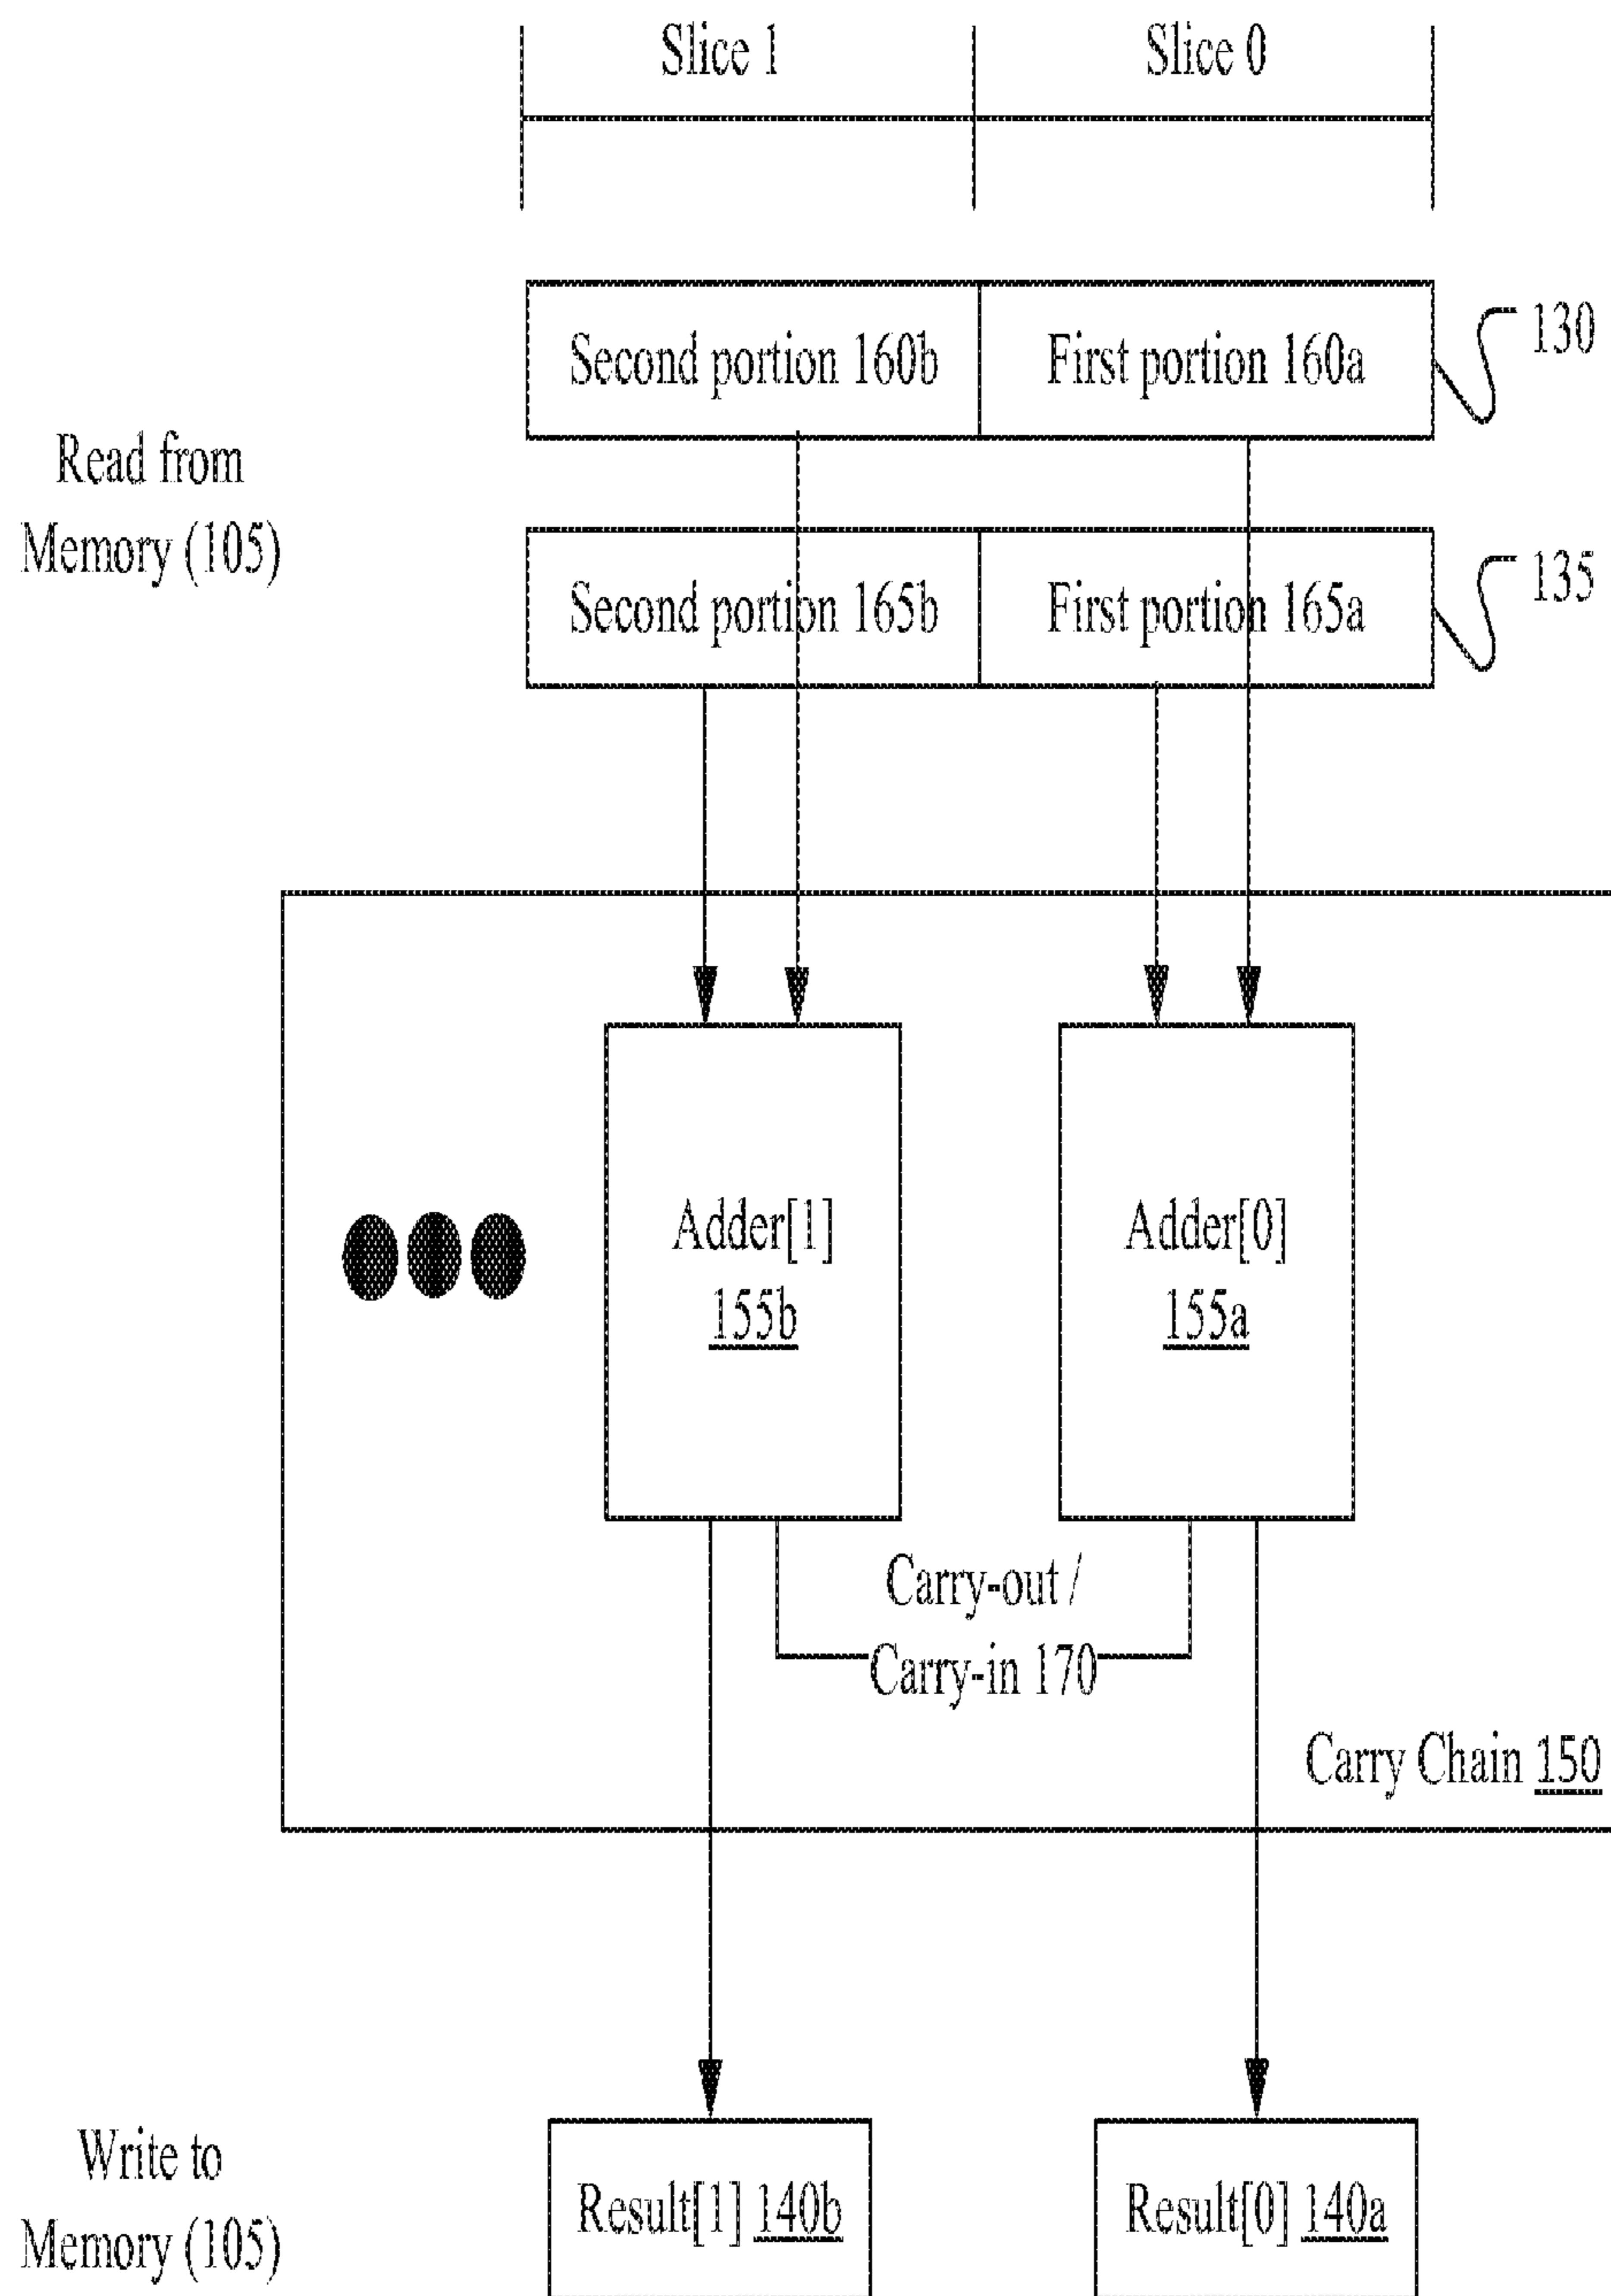 Slice 1
Slice 0
Second portion 160b
First portion 160a
130
Read from
Memory (105)
Second portion 165b
First portion 165a
135
Adder[1]
155b
Adder[0]
155a
Carry-out /
Carry-in 170
Carry Chain 150
Write to
Memory (105)
Result[1] 140b
Result[0] 140a